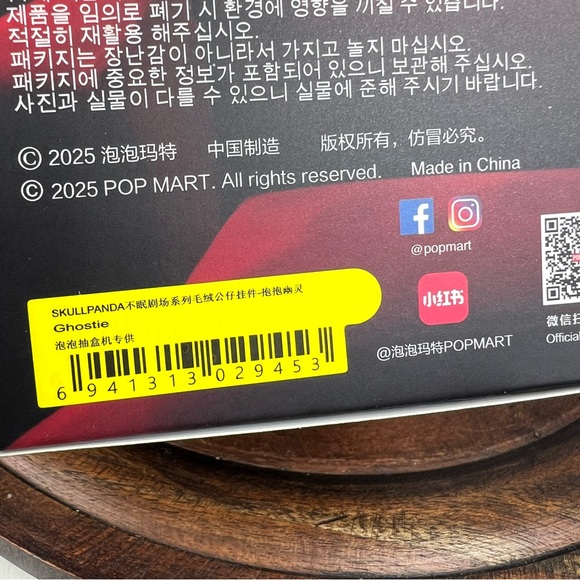 제품을 임의로 폐기 시 환경에 영향을 끼칠 수 있습니다.
적절히 재활용 해주십시오.
패키지는 장난감이 아니라서 가지고 놀지 마십시오.
패키지에 중요한 정보가 포함되어 있으니 보관해 주십시오.
사진과 실물이 다를 수 있으니 실물에 준해 주시기 바랍니다.
© 2025 泡泡玛特 中国制造 版权所有，仿冒必究。
© 2025 POP MART. All rights reserved. Made in China
@popmart
小红书
@泡泡玛特POPMART
微信扫
Official
SKULLPANDA不眠剧场系列毛绒公仔挂件-抱抱幽灵
Ghostie
泡泡抽盒机专供
6 941313 029453